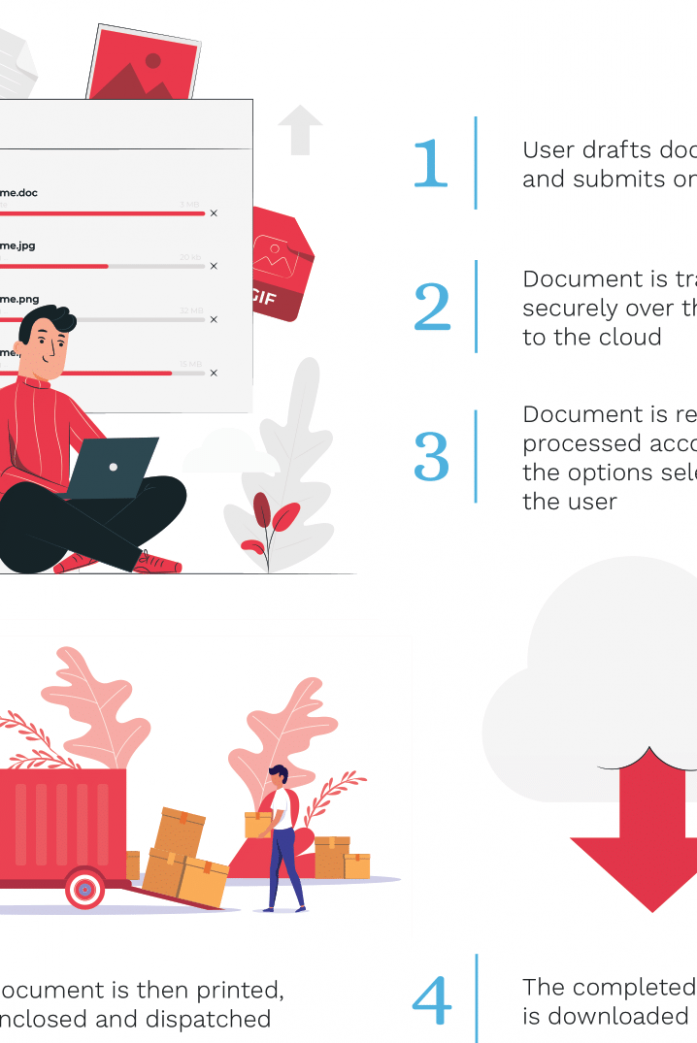 me.doc
3 MB
me.jpg
20 kb
me.png
32 MB
15 MB
GIF
1
User drafts doc
and submits on
2
Document is tra
securely over th
to the cloud
3
Document is re
processed acco
the options sele
the user
ocument is then printed,
nclosed and dispatched
4
The completed
is downloaded